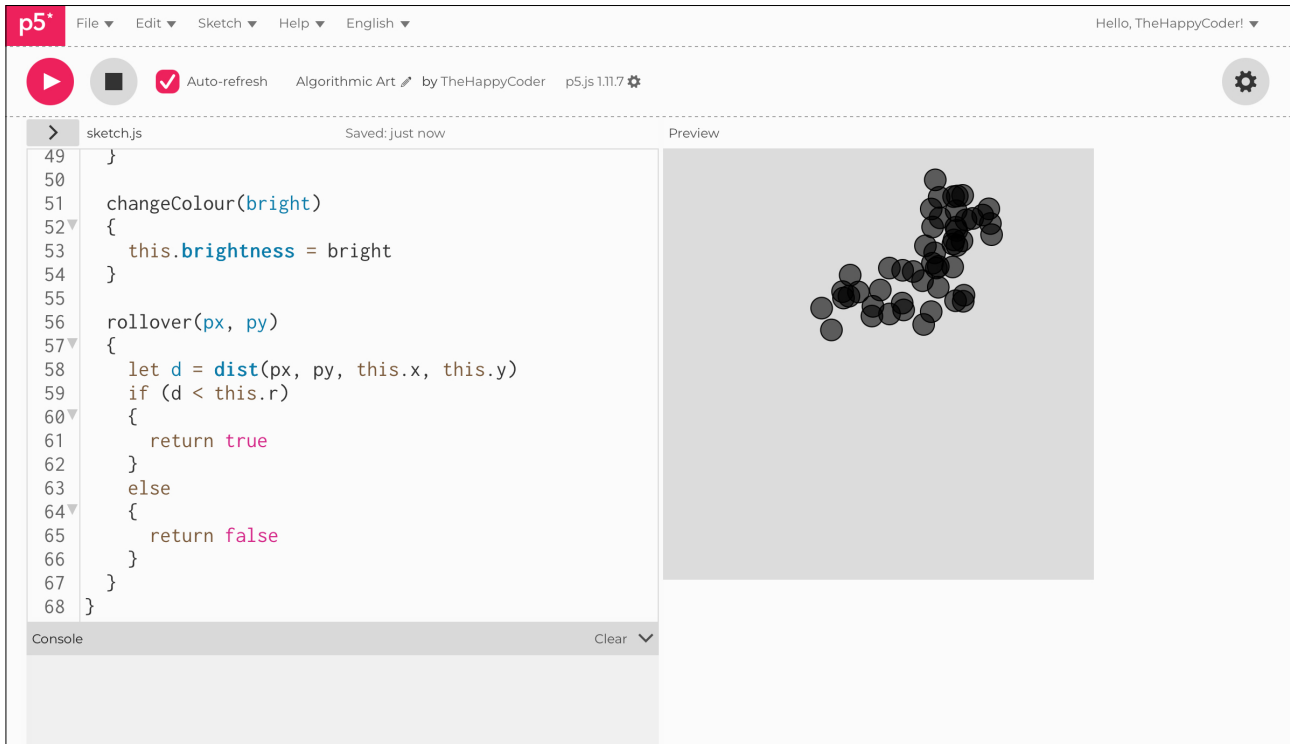 p5* File Edit Sketch Help English Hello, TheHappyCoder!
Auto-refresh Algorithmic Art by TheHappyCoder p5.js 1.11.7
sketch.js Saved: just now Preview
49 }
50
51 changeColour(bright)
52 {
53 this.brightness = bright
54 }
55
56 rollover(px, py)
57 {
58 let d = dist(px, py, this.x, this.y)
59 if (d < this.r)
60 {
61 return true
62 }
63 else
64 {
65 return false
66 }
67 }
68 }
Console Clear